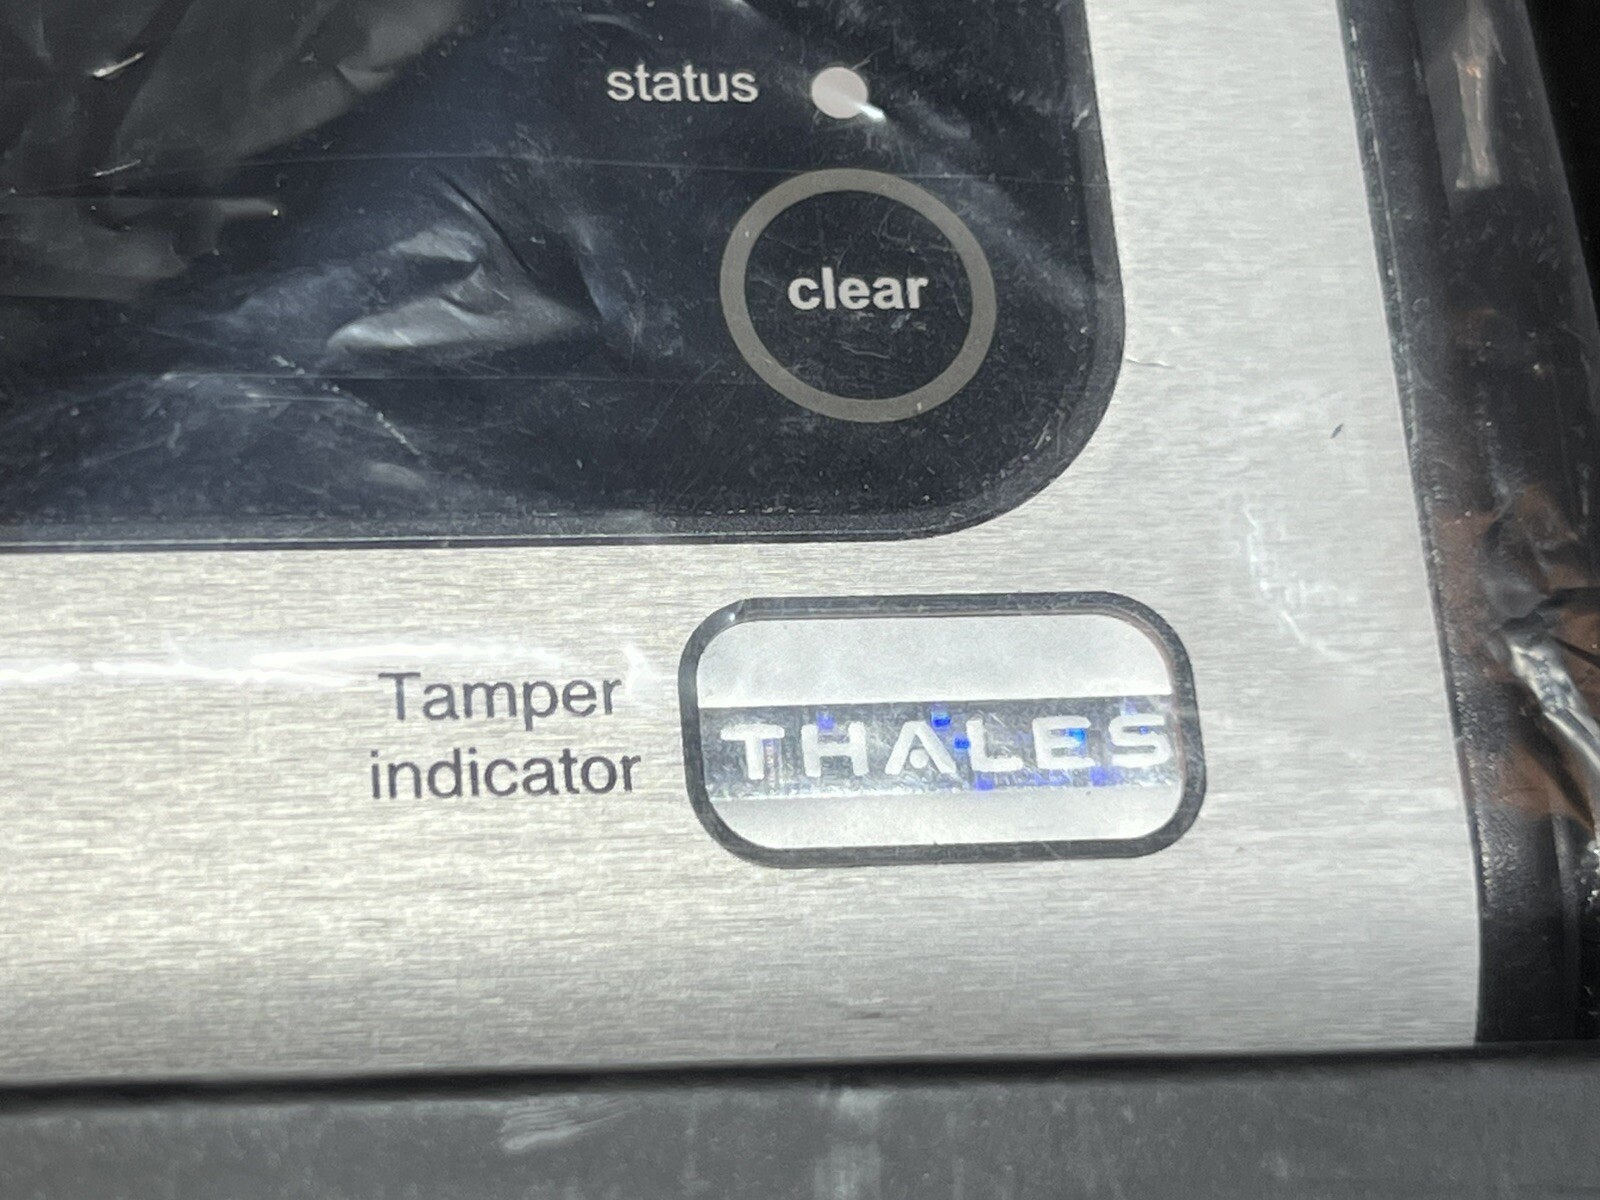 status
clear
Tamper
indicator
THALES